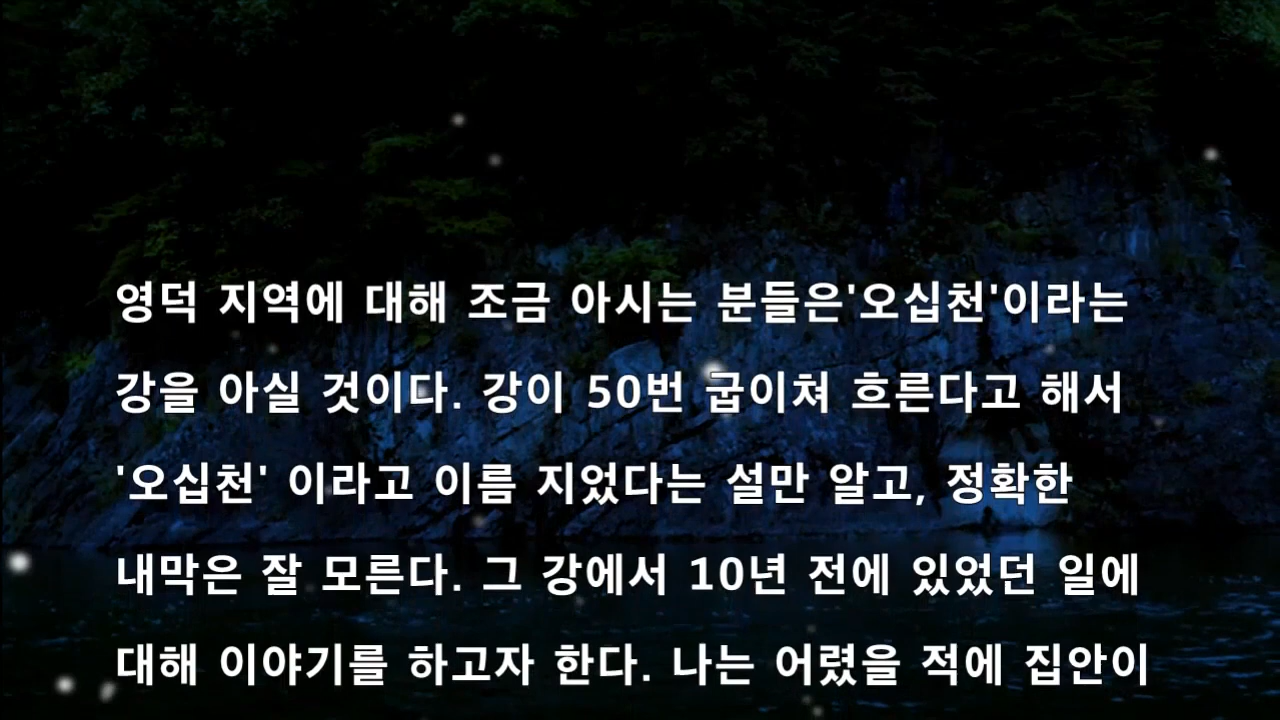 영덕 지역에 대해 조금 아시는 분들은'오십천'이라는
강을 아실 것이다. 강이 50번 굽이쳐 흐른다고 해서
'오십천' 이라고 이름 지었다는 설만 알고, 정확한
내막은 잘 모른다. 그 강에서 10년 전에 있었던 일에
대해 이야기를 하고자 한다. 나는 어렸을 적에 집안이